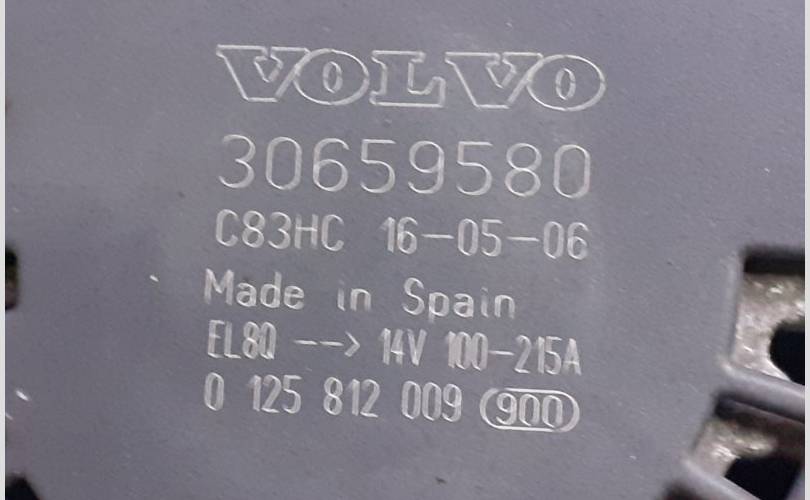 VOLVO
30659580
C83HC 16-05-06
Made in Spain
EL8Q --> 14V 100-215A
0 125 812 009 900